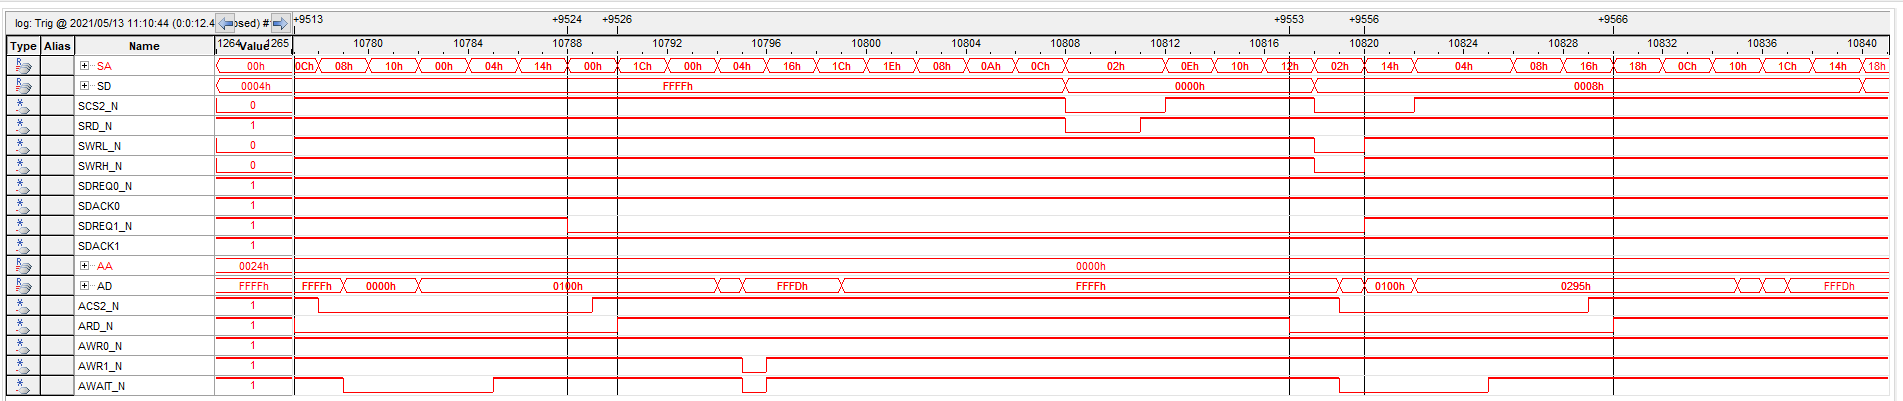 log: Trig @ 2021/05/13 11:10:44 (0:0:12.4 osed) #
+9513 +9524 +9526 +9553 +9556 +9566
Type Alias Name 1264 Value 1265 10780 10784 10788 10792 10796 10800 10804 10808 10812 10816 10820 10824 10828 10832 10836 10840
SA 00h 0Ch 08h 10h 00h 04h 14h 00h 1Ch 00h 04h 16h 1Ch 1Eh 08h 0Ah 0Ch 02h 0Eh 10h 12h 02h 14h 04h 08h 16h 18h 0Ch 10h 1Ch 14h 18h
SD 0004h FFFFh 0000h 0008h
SCS2_N 0
SRD_N 1
SWRL_N 0
SWRH_N 0
SDREQ0_N 1
SDACK0 1
SDREQ1_N 1
SDACK1 1
AA 0024h 0000h
AD FFFFh FFFFh 0000h 0100h FFFDh FFFFh 0100h 0295h FFFDh
ACS2_N 1
ARD_N 1
AWR0_N 1
AWR1_N 1
AWAIT_N 1